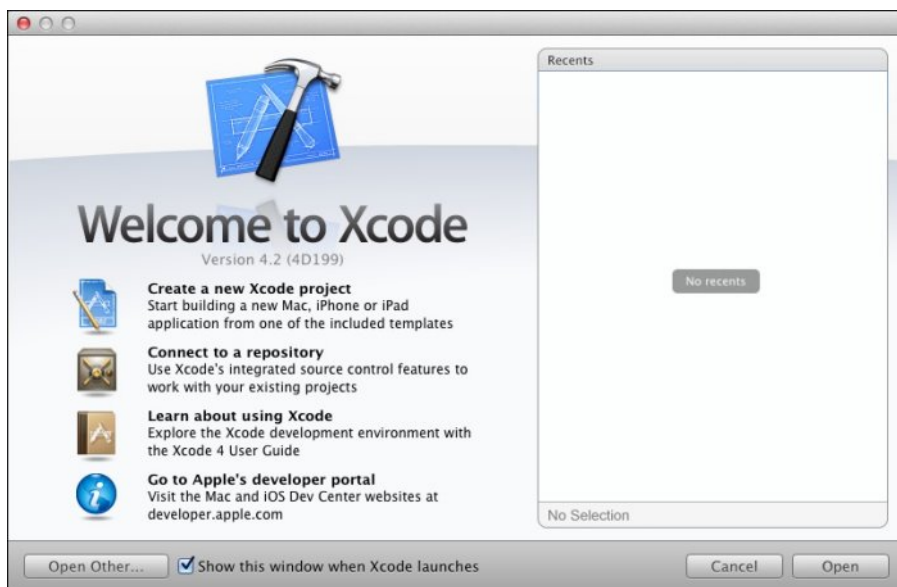 Welcome to Xcode
Version 4.2 (4D199)
Create a new Xcode project
Start building a new Mac, iPhone or iPad
application from one of the included templates
Connect to a repository
Use Xcode's integrated source control features to
work with your existing projects
Learn about using Xcode
Explore the Xcode development environment with
the Xcode 4 User Guide
Go to Apple's developer portal
Visit the Mac and iOS Dev Center websites at
developer.apple.com
Recents
No recents
No Selection
Open Other...
Show this window when Xcode launches
Cancel
Open